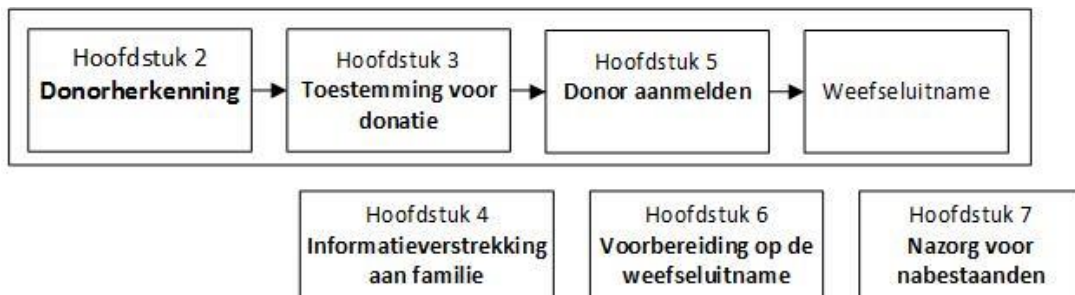 Hoofdstuk 2
Donorherkenning
Hoofdstuk 3
Toestemming voor
donatie
Hoofdstuk 5
Donor aanmelden
Weefseluitname
Hoofdstuk 4
Informatieverstrekking
aan familie
Hoofdstuk 6
Voorbereiding op de
weefseluitname
Hoofdstuk 7
Nazorg voor
nabestaanden